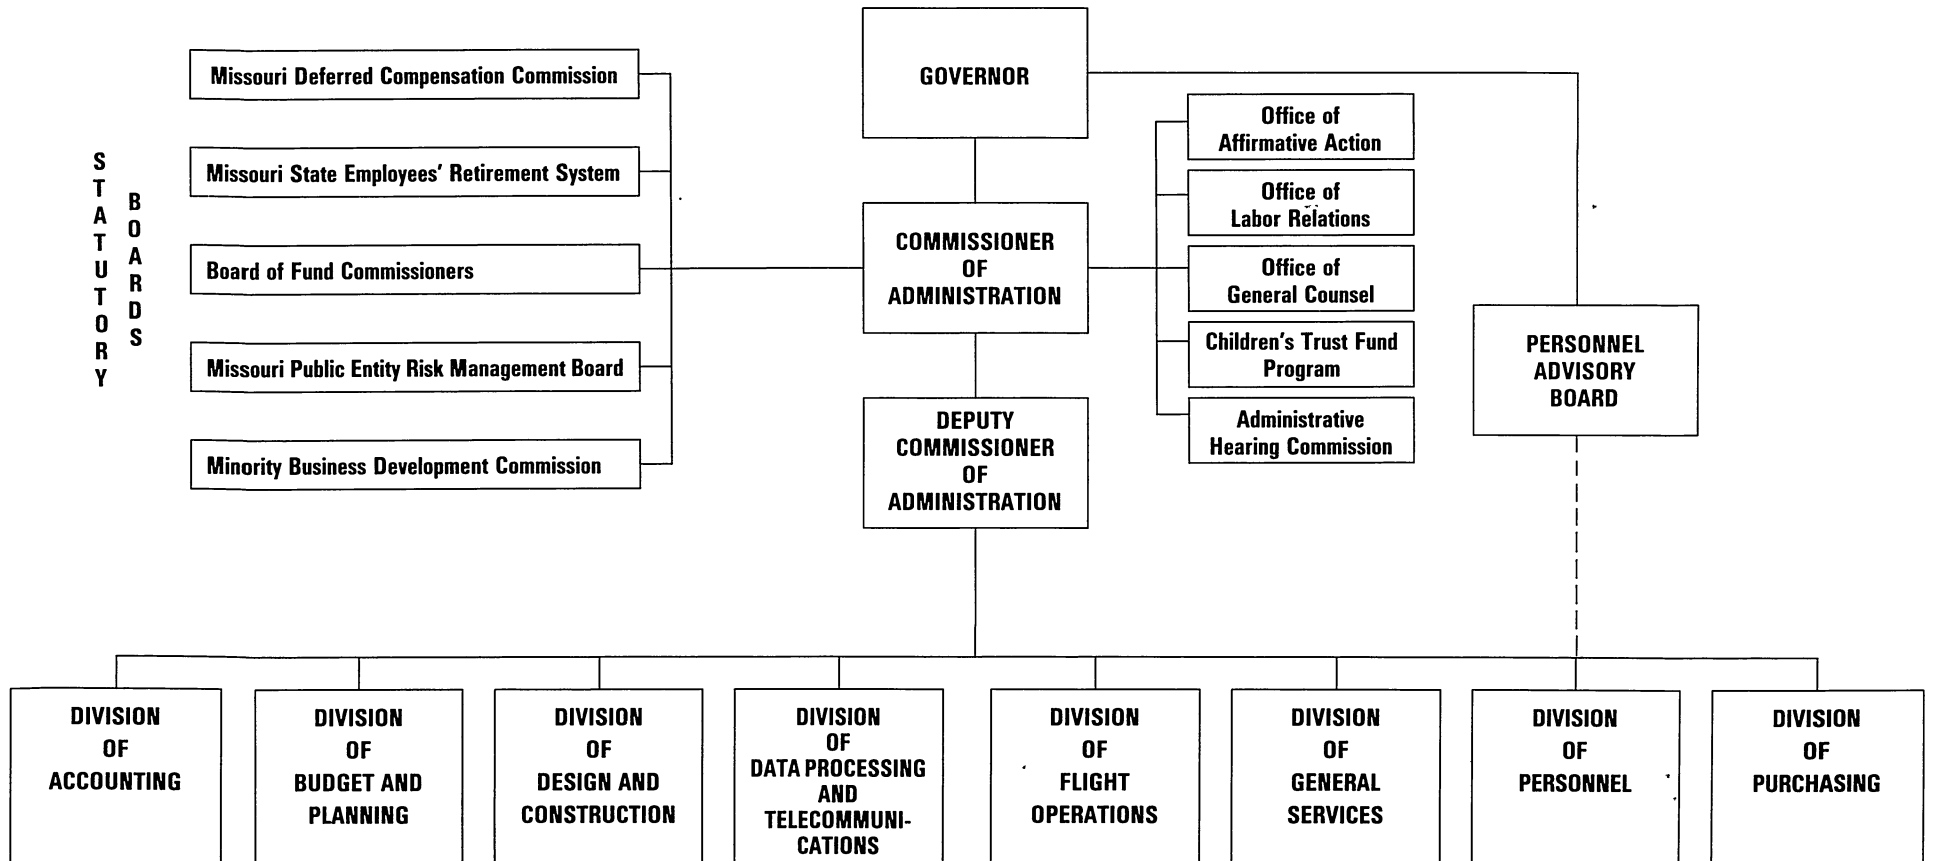 STATUTORY
BOARDS
Missouri Deferred Compensation Commission
Missouri State Employees' Retirement System
Board of Fund Commissioners
Missouri Public Entity Risk Management Board
Minority Business Development Commission
GOVERNOR
COMMISSIONER
OF
ADMINISTRATION
DEPUTY
COMMISSIONER
OF
ADMINISTRATION
Office of
Affirmative Action
Office of
Labor Relations
Office of
General Counsel
Children's Trust Fund
Program
Administrative
Hearing Commission
PERSONNEL
ADVISORY
BOARD
DIVISION
OF
ACCOUNTING
DIVISION
OF
BUDGET AND
PLANNING
DIVISION
OF
DESIGN AND
CONSTRUCTION
DIVISION
OF
DATA PROCESSING
AND
TELECOMMUNI-
CATIONS
DIVISION
OF
FLIGHT
OPERATIONS
DIVISION
OF
GENERAL
SERVICES
DIVISION
OF
PERSONNEL
DIVISION
OF
PURCHASING